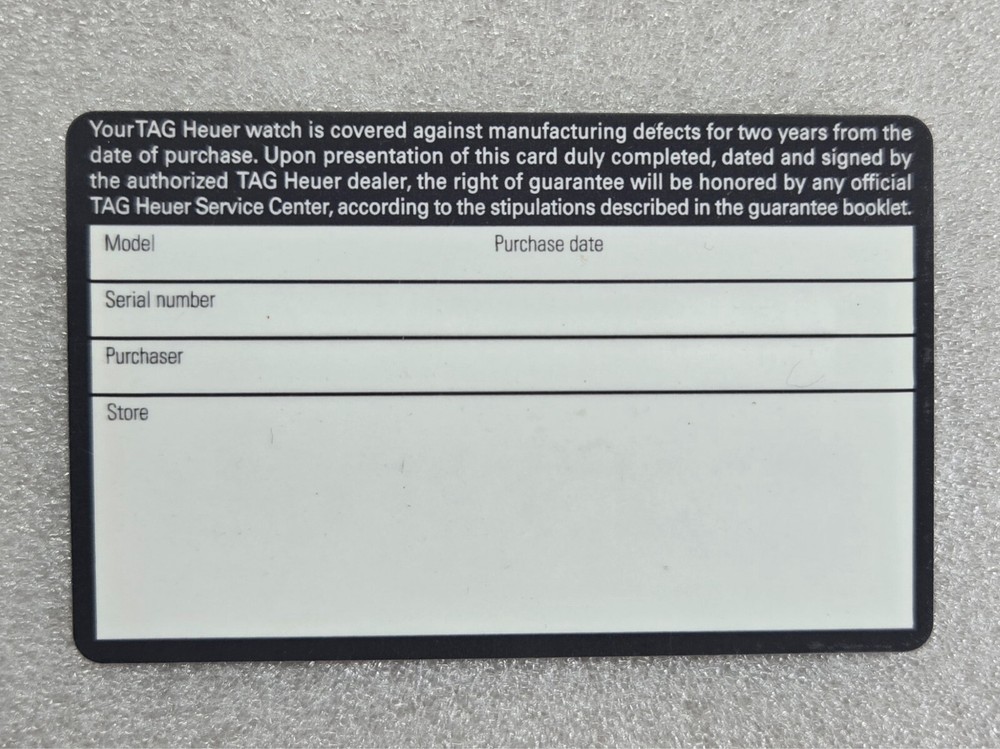 Your TAG Heuer watch is covered against manufacturing defects for two years from the
date of purchase. Upon presentation of this card duly completed, dated and signed by
the authorized TAG Heuer dealer, the right of guarantee will be honored by any official
TAG Heuer Service Center, according to the stipulations described in the guarantee booklet.
Model Purchase date
Serial number
Purchaser
Store